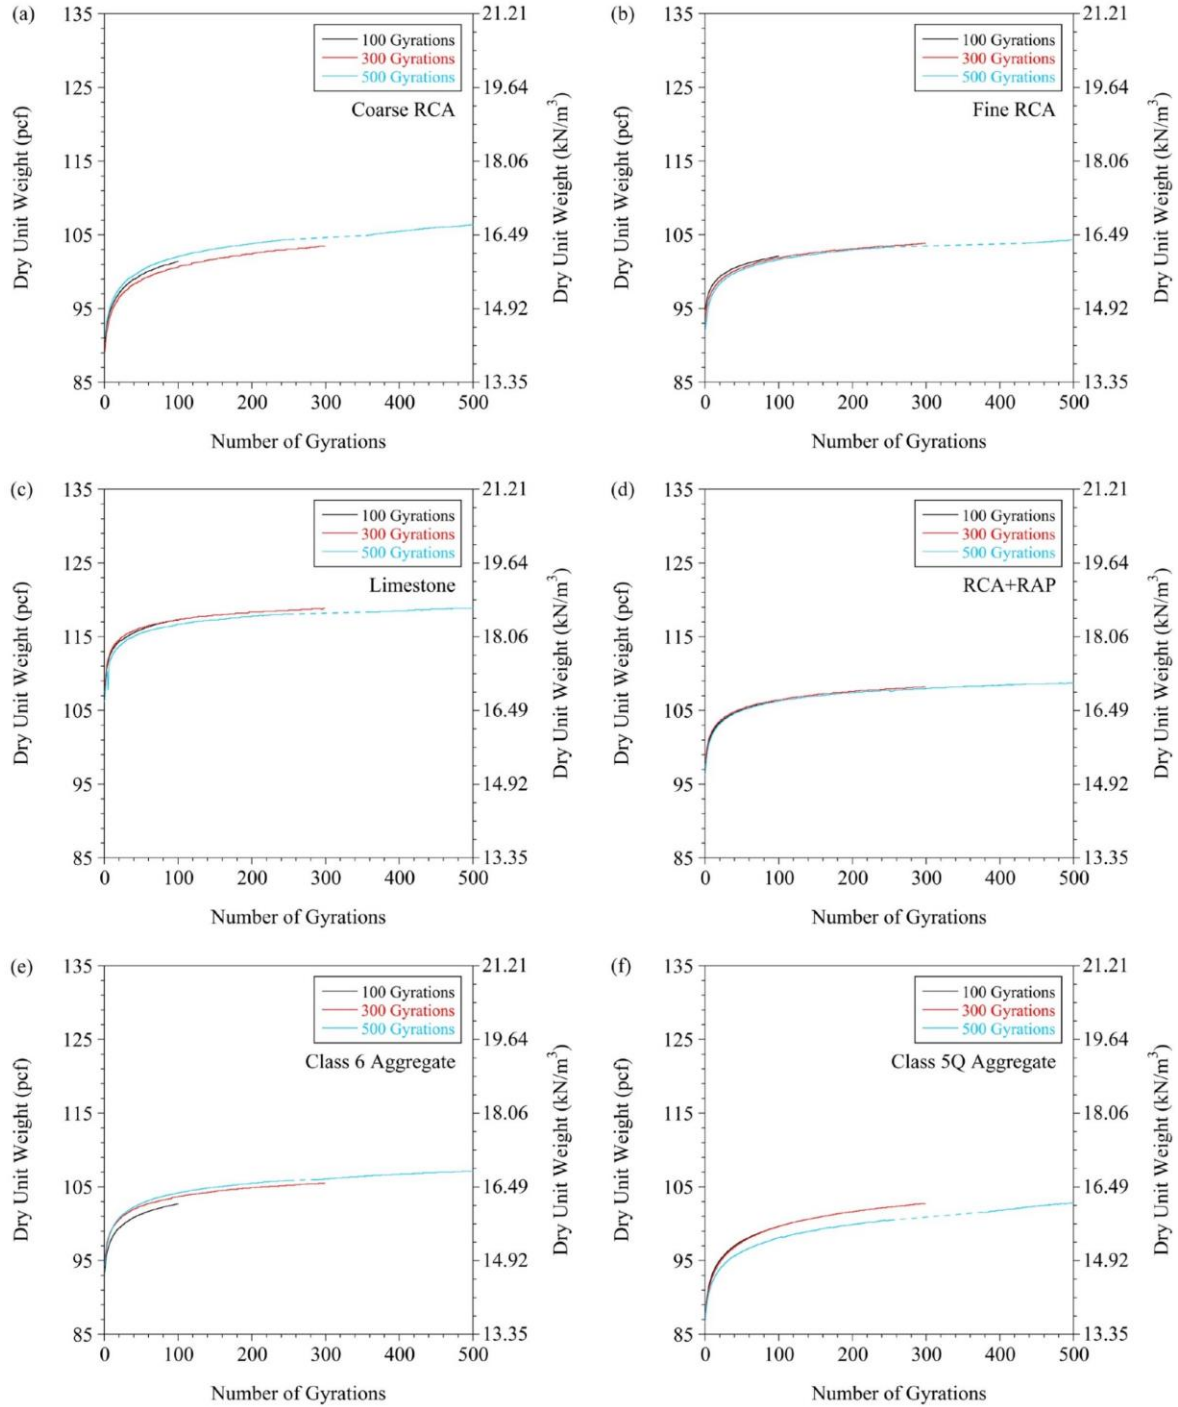 (a)
135
125
115
105
95
85
Dry Unit Weight (pcf)
100 Gyrations
300 Gyrations
500 Gyrations
Coarse RCA
21.21
19.64
18.06
16.49
14.92
13.35
Dry Unit Weight (kN/m³)
0 100 200 300 400 500
Number of Gyrations
(b)
135
125
115
105
95
85
Dry Unit Weight (pcf)
100 Gyrations
300 Gyrations
500 Gyrations
Fine RCA
21.21
19.64
18.06
16.49
14.92
13.35
Dry Unit Weight (kN/m³)
0 100 200 300 400 500
Number of Gyrations
(c)
135
125
115
105
95
85
Dry Unit Weight (pcf)
100 Gyrations
300 Gyrations
500 Gyrations
Limestone
21.21
19.64
18.06
16.49
14.92
13.35
Dry Unit Weight (kN/m³)
0 100 200 300 400 500
Number of Gyrations
(d)
135
125
115
105
95
85
Dry Unit Weight (pcf)
100 Gyrations
300 Gyrations
500 Gyrations
RCA+RAP
21.21
19.64
18.06
16.49
14.92
13.35
Dry Unit Weight (kN/m³)
0 100 200 300 400 500
Number of Gyrations
(e)
135
125
115
105
95
85
Dry Unit Weight (pcf)
100 Gyrations
300 Gyrations
500 Gyrations
Class 6 Aggregate
21.21
19.64
18.06
16.49
14.92
13.35
Dry Unit Weight (kN/m³)
0 100 200 300 400 500
Number of Gyrations
(f)
135
125
115
105
95
85
Dry Unit Weight (pcf)
100 Gyrations
300 Gyrations
500 Gyrations
Class 5Q Aggregate
21.21
19.64
18.06
16.49
14.92
13.35
Dry Unit Weight (kN/m³)
0 100 200 300 400 500
Number of Gyrations